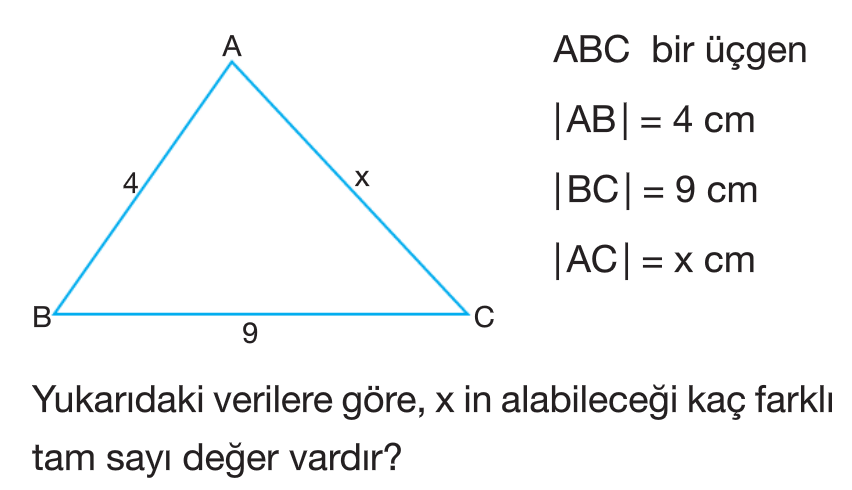 A
ABC bir üçgen
|AB| = 4 cm
4
x
|BC| = 9 cm
|AC| = x cm
B
C
9
Yukarıdaki verilere göre, x in alabileceği kaç farklı
tam sayı değer vardır?